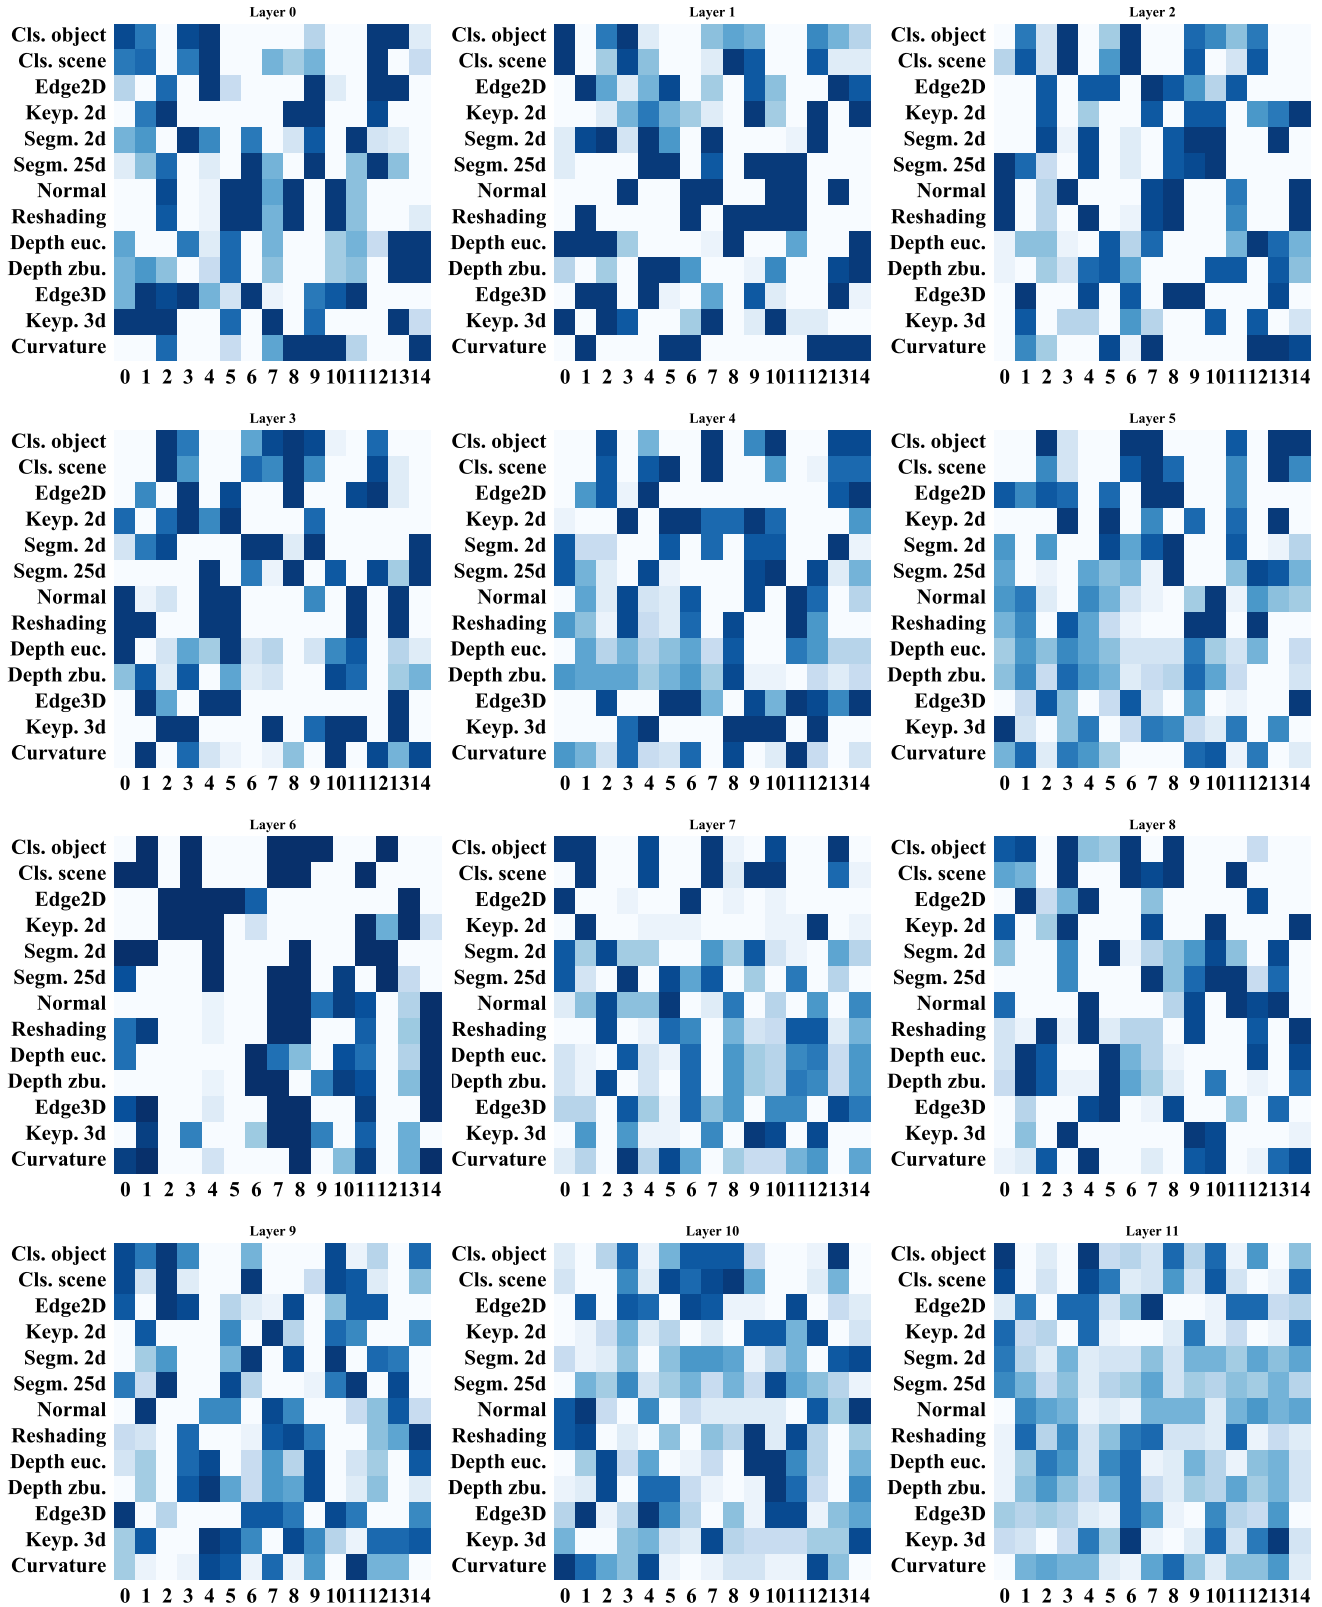 Layer 0
Cls. object
Cls. scene
Edge2D
Keyp. 2d
Segm. 2d
Segm. 25d
Normal
Reshading
Depth euc.
Depth zbu.
Edge3D
Keyp. 3d
Curvature
0 1 2 3 4 5 6 7 8 9 10 11 12 13 14
Layer 1
Cls. object
Cls. scene
Edge2D
Keyp. 2d
Segm. 2d
Segm. 25d
Normal
Reshading
Depth euc.
Depth zbu.
Edge3D
Keyp. 3d
Curvature
0 1 2 3 4 5 6 7 8 9 10 11 12 13 14
Layer 2
Cls. object
Cls. scene
Edge2D
Keyp. 2d
Segm. 2d
Segm. 25d
Normal
Reshading
Depth euc.
Depth zbu.
Edge3D
Keyp. 3d
Curvature
0 1 2 3 4 5 6 7 8 9 10 11 12 13 14
Layer 3
Cls. object
Cls. scene
Edge2D
Keyp. 2d
Segm. 2d
Segm. 25d
Normal
Reshading
Depth euc.
Depth zbu.
Edge3D
Keyp. 3d
Curvature
0 1 2 3 4 5 6 7 8 9 10 11 12 13 14
Layer 4
Cls. object
Cls. scene
Edge2D
Keyp. 2d
Segm. 2d
Segm. 25d
Normal
Reshading
Depth euc.
Depth zbu.
Edge3D
Keyp. 3d
Curvature
0 1 2 3 4 5 6 7 8 9 10 11 12 13 14
Layer 5
Cls. object
Cls. scene
Edge2D
Keyp. 2d
Segm. 2d
Segm. 25d
Normal
Reshading
Depth euc.
Depth zbu.
Edge3D
Keyp. 3d
Curvature
0 1 2 3 4 5 6 7 8 9 10 11 12 13 14
Layer 6
Cls. object
Cls. scene
Edge2D
Keyp. 2d
Segm. 2d
Segm. 25d
Normal
Reshading
Depth euc.
Depth zbu.
Edge3D
Keyp. 3d
Curvature
0 1 2 3 4 5 6 7 8 9 10 11 12 13 14
Layer 7
Cls. object
Cls. scene
Edge2D
Keyp. 2d
Segm. 2d
Segm. 25d
Normal
Reshading
Depth euc.
Depth zbu.
Edge3D
Keyp. 3d
Curvature
0 1 2 3 4 5 6 7 8 9 10 11 12 13 14
Layer 8
Cls. object
Cls. scene
Edge2D
Keyp. 2d
Segm. 2d
Segm. 25d
Normal
Reshading
Depth euc.
Depth zbu.
Edge3D
Keyp. 3d
Curvature
0 1 2 3 4 5 6 7 8 9 10 11 12 13 14
Layer 9
Cls. object
Cls. scene
Edge2D
Keyp. 2d
Segm. 2d
Segm. 25d
Normal
Reshading
Depth euc.
Depth zbu.
Edge3D
Keyp. 3d
Curvature
0 1 2 3 4 5 6 7 8 9 10 11 12 13 14
Layer 10
Cls. object
Cls. scene
Edge2D
Keyp. 2d
Segm. 2d
Segm. 25d
Normal
Reshading
Depth euc.
Depth zbu.
Edge3D
Keyp. 3d
Curvature
0 1 2 3 4 5 6 7 8 9 10 11 12 13 14
Layer 11
Cls. object
Cls. scene
Edge2D
Keyp. 2d
Segm. 2d
Segm. 25d
Normal
Reshading
Depth euc.
Depth zbu.
Edge3D
Keyp. 3d
Curvature
0 1 2 3 4 5 6 7 8 9 10 11 12 13 14